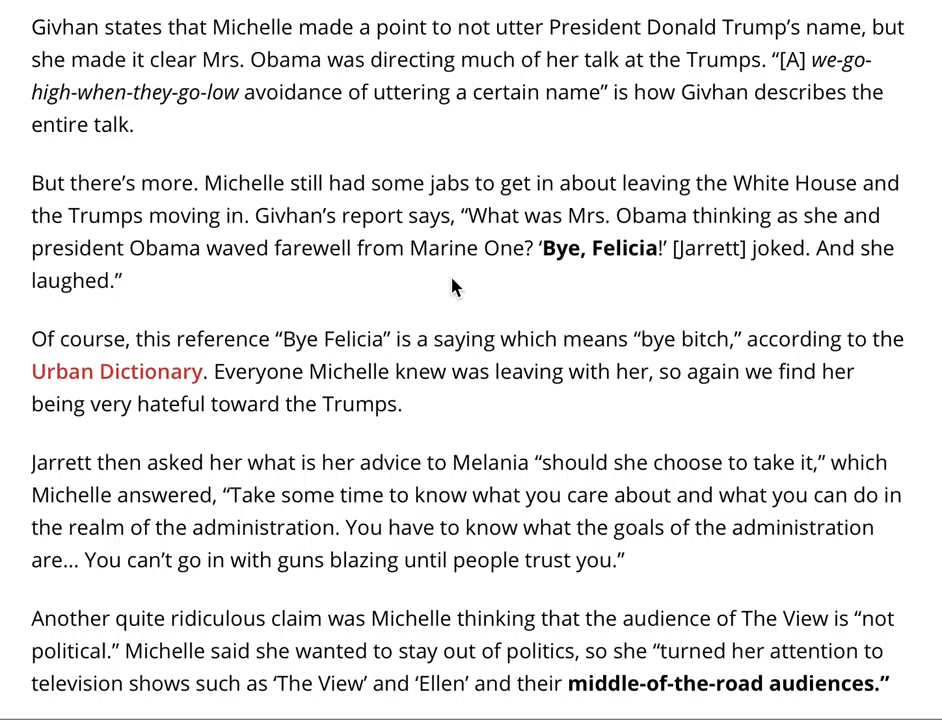 Givhan states that Michelle made a point to not utter President Donald Trump’s name, but
she made it clear Mrs. Obama was directing much of her talk at the Trumps. “[A] we-go-
high-when-they-go-low avoidance of uttering a certain name” is how Givhan describes the
entire talk.
But there’s more. Michelle still had some jabs to get in about leaving the White House and
the Trumps moving in. Givhan’s report says, “What was Mrs. Obama thinking as she and
president Obama waved farewell from Marine One? ‘Bye, Felicia!’ [Jarrett] joked. And she
laughed.”
Of course, this reference “Bye Felicia” is a saying which means “bye bitch,” according to the
Urban Dictionary. Everyone Michelle knew was leaving with her, so again we find her
being very hateful toward the Trumps.
Jarrett then asked her what is her advice to Melania “should she choose to take it,” which
Michelle answered, “Take some time to know what you care about and what you can do in
the realm of the administration. You have to know what the goals of the administration
are… You can’t go in with guns blazing until people trust you.”
Another quite ridiculous claim was Michelle thinking that the audience of The View is “not
political.” Michelle said she wanted to stay out of politics, so she “turned her attention to
television shows such as ‘The View’ and ‘Ellen’ and their middle-of-the-road audiences.”